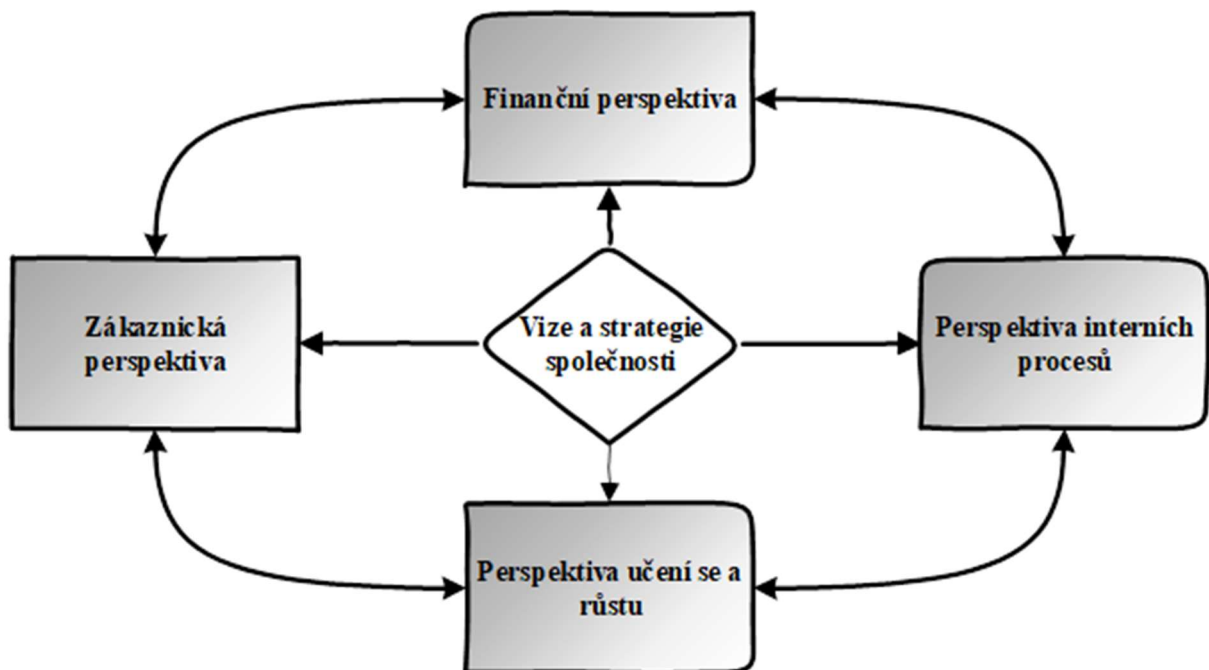 Finanční perspektiva
Zákaznická
perspektiva
Vize a strategie
společnosti
Perspektiva interních
procesů
Perspektiva učení se a
růstu